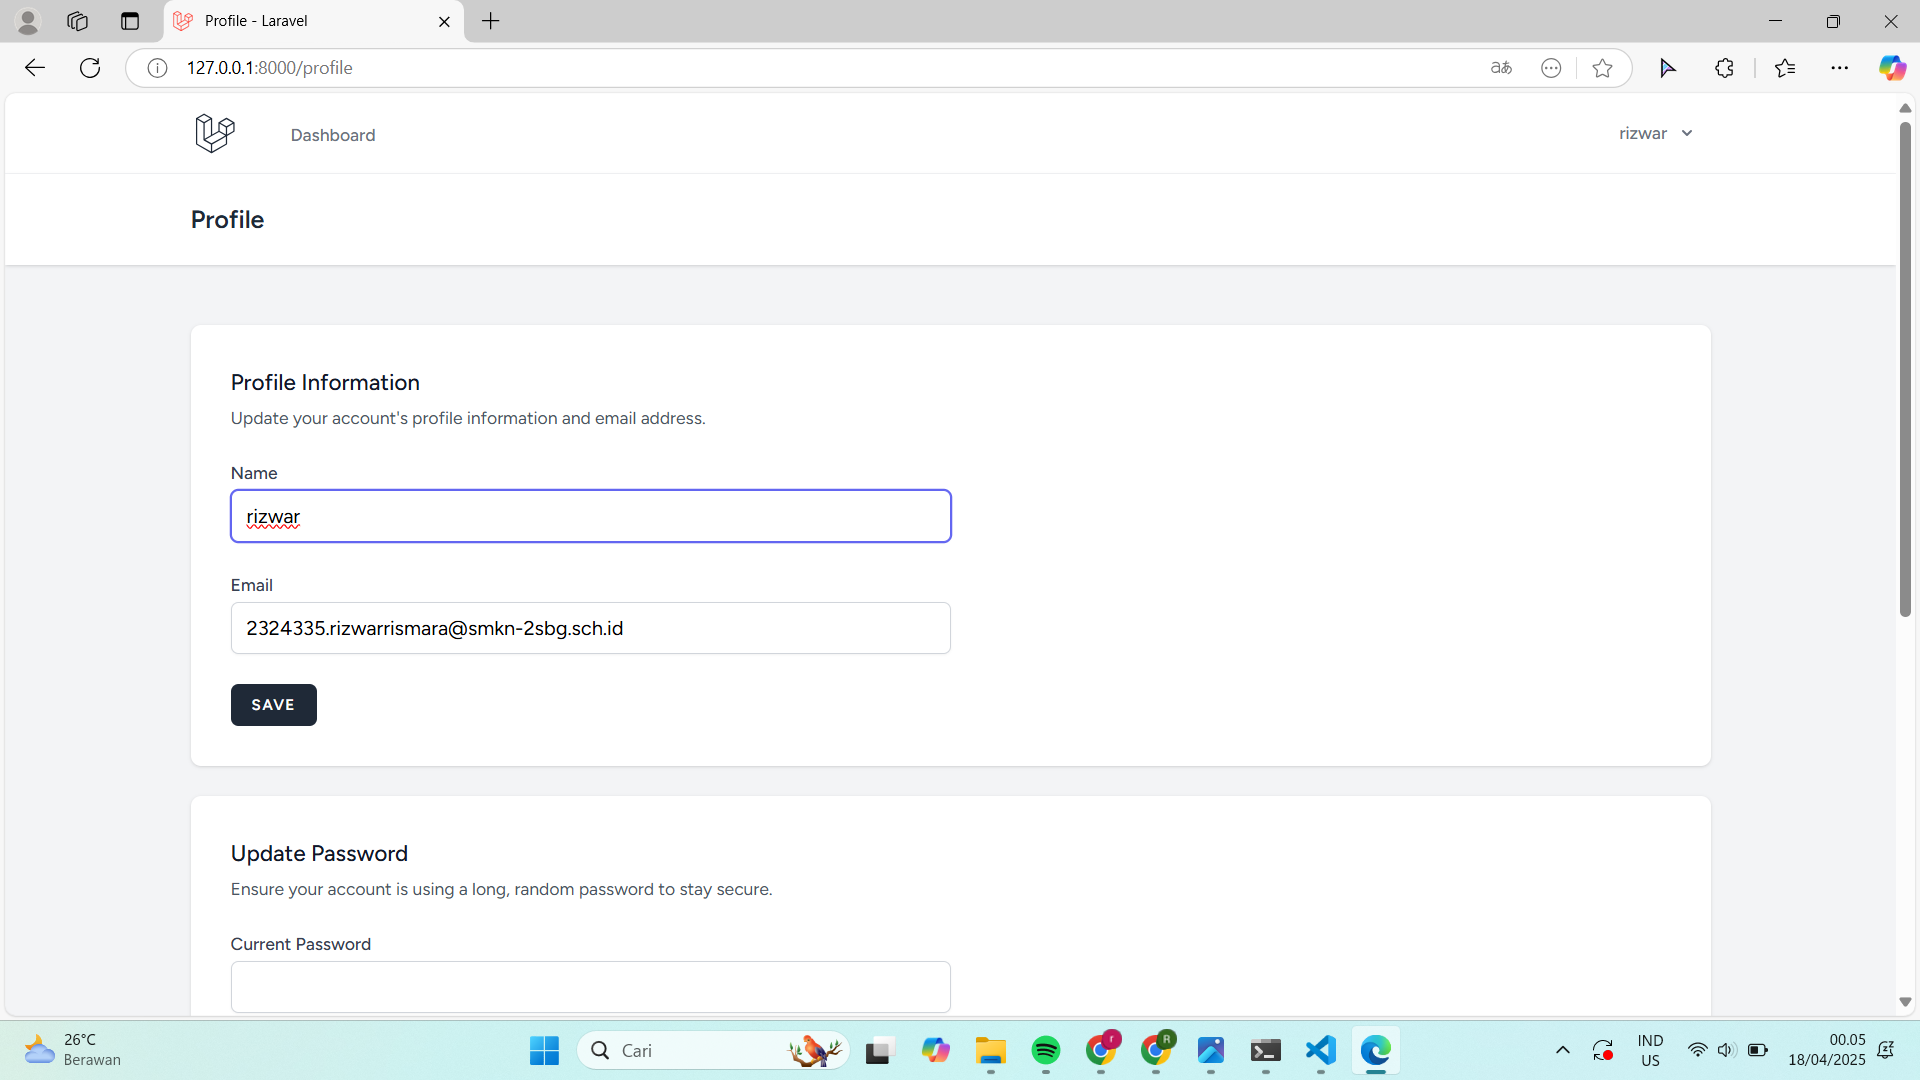 Profile - Laravel
127.0.0.1:8000/profile
aあ
Dashboard
rizwar
Profile
Profile Information
Update your account's profile information and email address.
Name
rizwar
Email
2324335.rizwarrismara@smkn-2sbg.sch.id
SAVE
Update Password
Ensure your account is using a long, random password to stay secure.
Current Password
26°C
Berawan
Cari
r
R
IND
US
00.05
18/04/2025